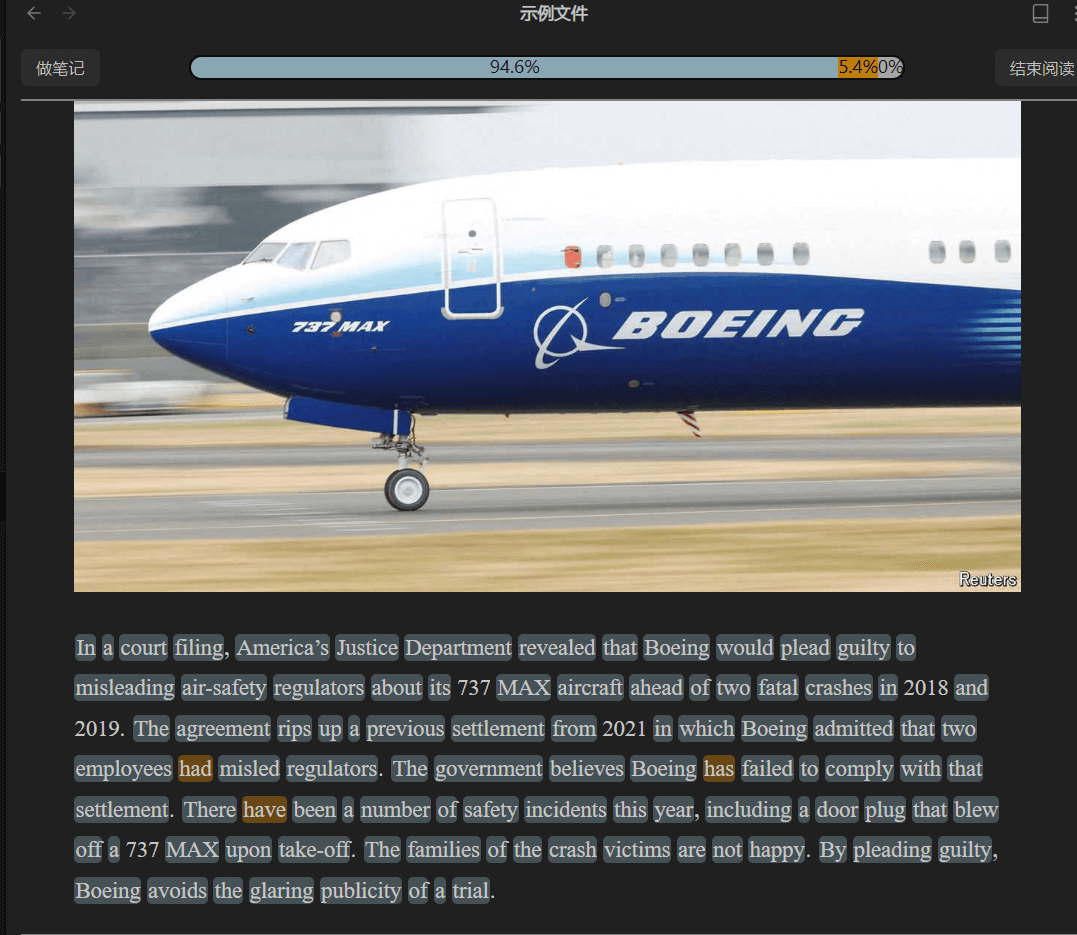 示例文件
做笔记
94.6%
5.4%
0%
结束阅读
737 MAX
BOEING
Reuters
In a court filing, America’s Justice Department revealed that Boeing would plead guilty to
misleading air-safety regulators about its 737 MAX aircraft ahead of two fatal crashes in 2018 and
2019. The agreement rips up a previous settlement from 2021 in which Boeing admitted that two
employees had misled regulators. The government believes Boeing has failed to comply with that
settlement. There have been a number of safety incidents this year, including a door plug that blew
off a 737 MAX upon take-off. The families of the crash victims are not happy. By pleading guilty,
Boeing avoids the glaring publicity of a trial.